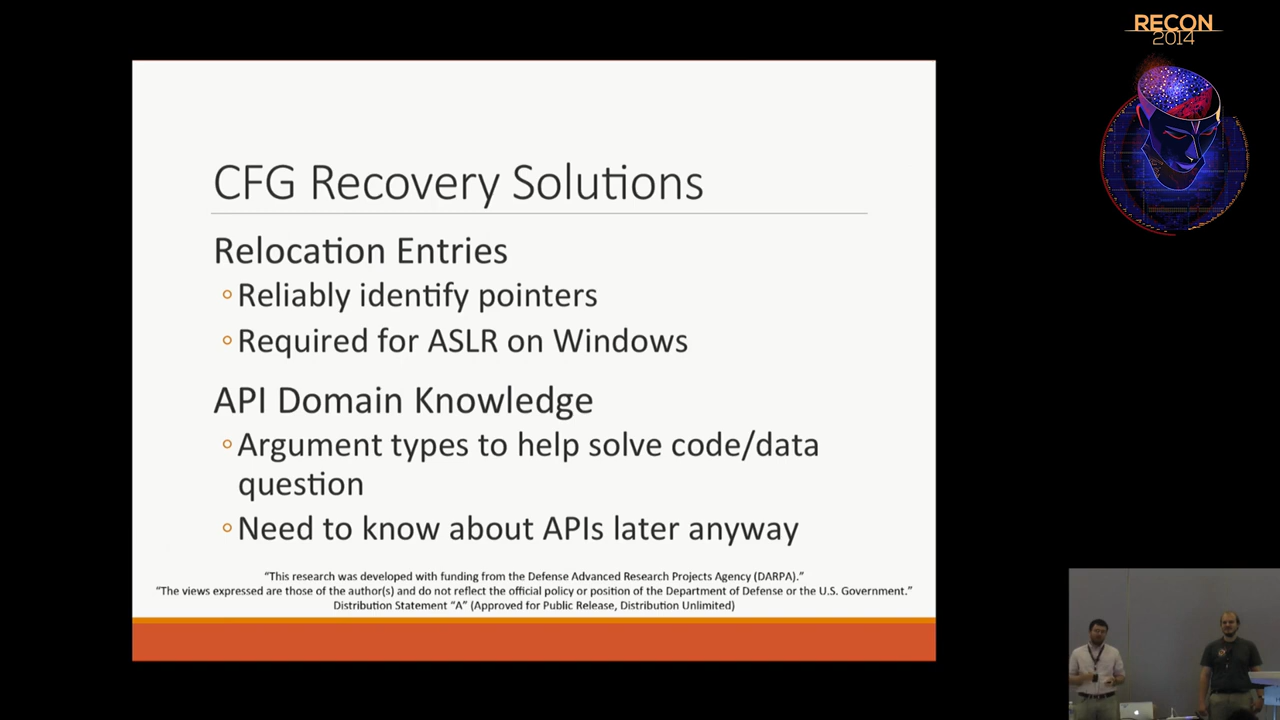 RECON
2014
CFG Recovery Solutions
Relocation Entries
Reliably identify pointers
Required for ASLR on Windows
API Domain Knowledge
Argument types to help solve code/data
question
Need to know about APIs later anyway
“This research was developed with funding from the Defense Advanced Research Projects Agency (DARPA).”
“The views expressed are those of the author(s) and do not reflect the official policy or position of the Department of Defense or the U.S. Government.”
Distribution Statement “A” (Approved for Public Release, Distribution Unlimited)